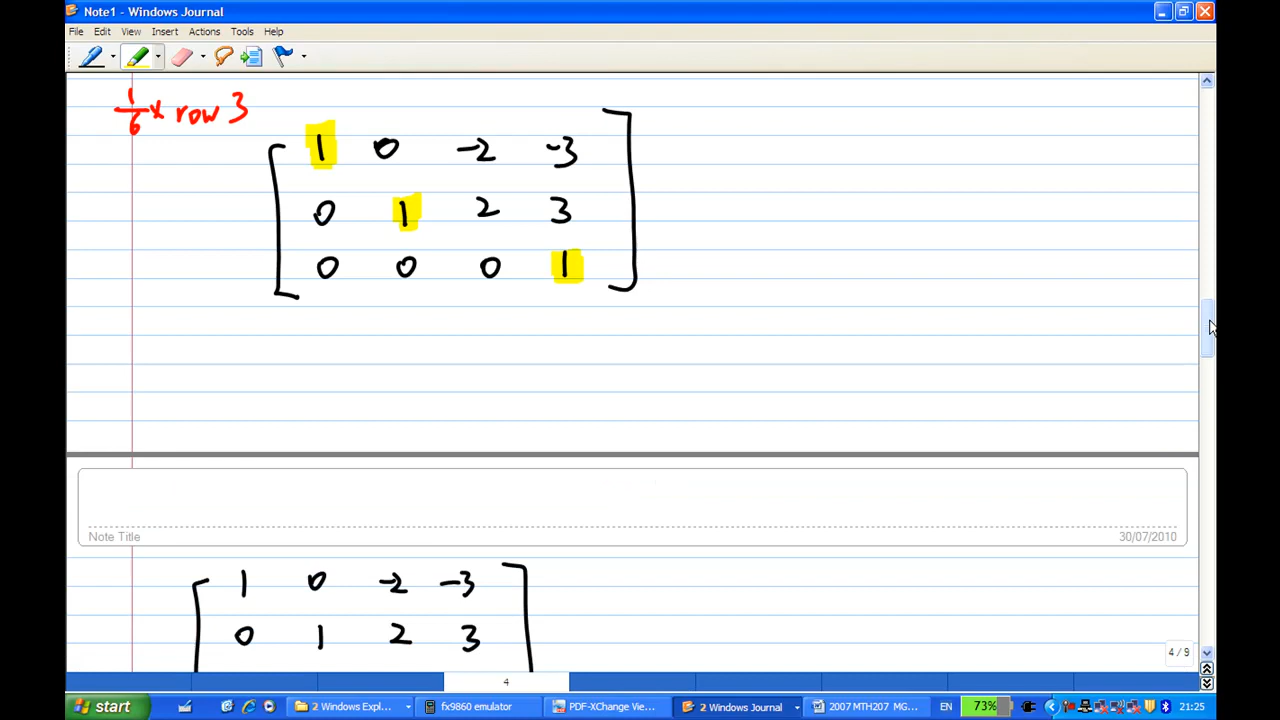 Note1 - Windows Journal
File Edit View Insert Actions Tools Help
1/6 x row 3
1 0 -2 -3
0 1 2 3
0 0 0 1
Note Title
30/07/2010
1 0 -2 -3
0 1 2 3
4 / 9
4
start
2 Windows Expl...
fx9860 emulator
PDF-XChange Vie...
2 Windows Journal
2007 MTH207 MG...
EN
73%
21:25